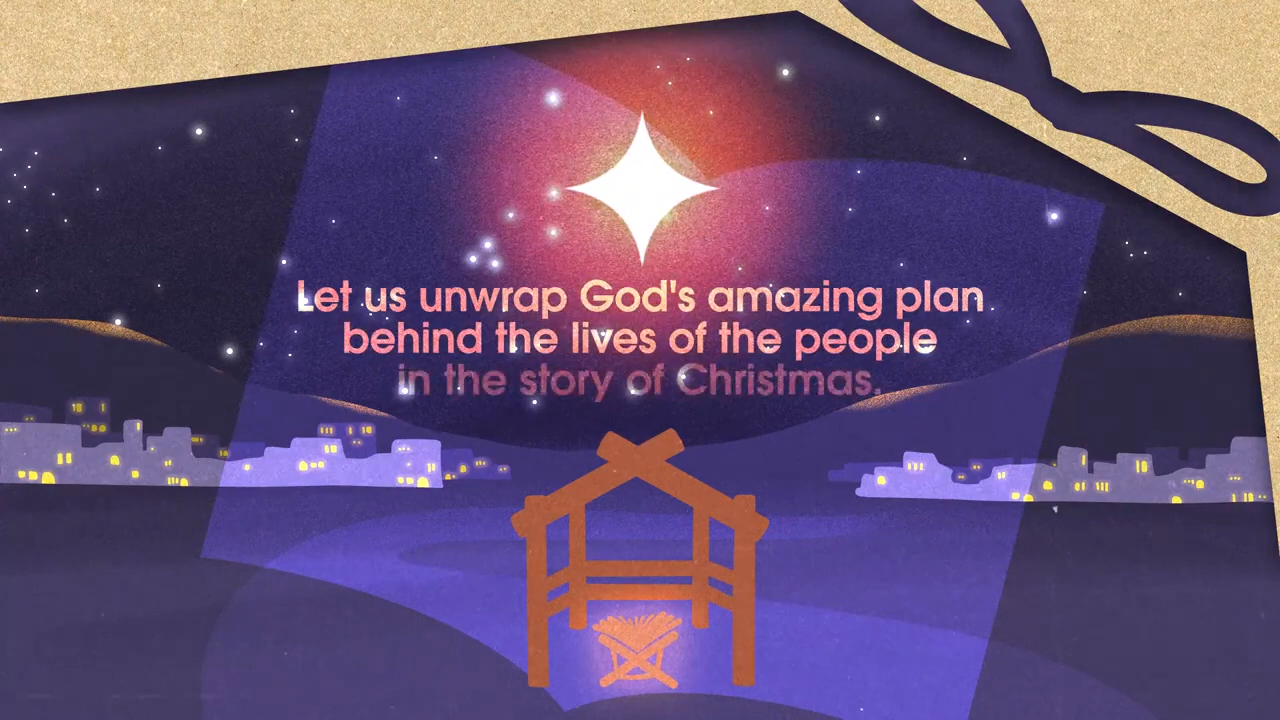 Let us unwrap God's amazing plan
behind the lives of the people
in the story of Christmas.